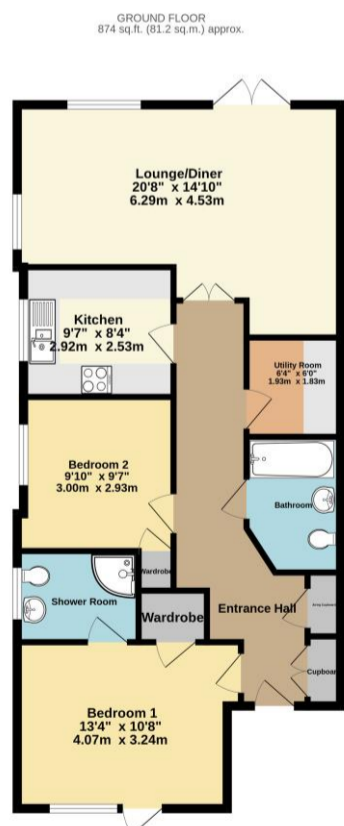 GROUND FLOOR
874 sq.ft. (81.2 sq.m.) approx.
Lounge/Diner
20'8" x 14'10"
6.29m x 4.53m
Kitchen
9'7" x 8'4"
2.92m x 2.53m
Utility Room
6'4" x 6'0"
1.93m x 1.83m
Bedroom 2
9'10" x 9'7"
3.00m x 2.93m
Bathroom
Wardrobe
Shower Room
Wardrobe
Entrance Hall
Cupboard
Bedroom 1
13'4" x 10'8"
4.07m x 3.24m